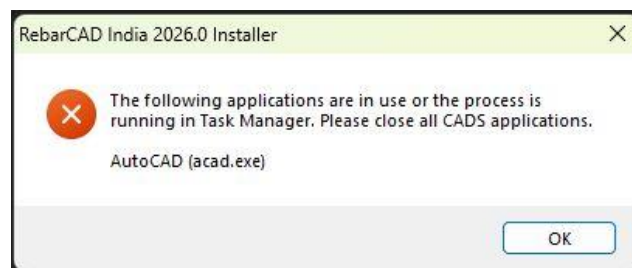 RebarCAD India 2026.0 Installer
The following applications are in use or the process is
running in Task Manager. Please close all CADS applications.
AutoCAD (acad.exe)
OK